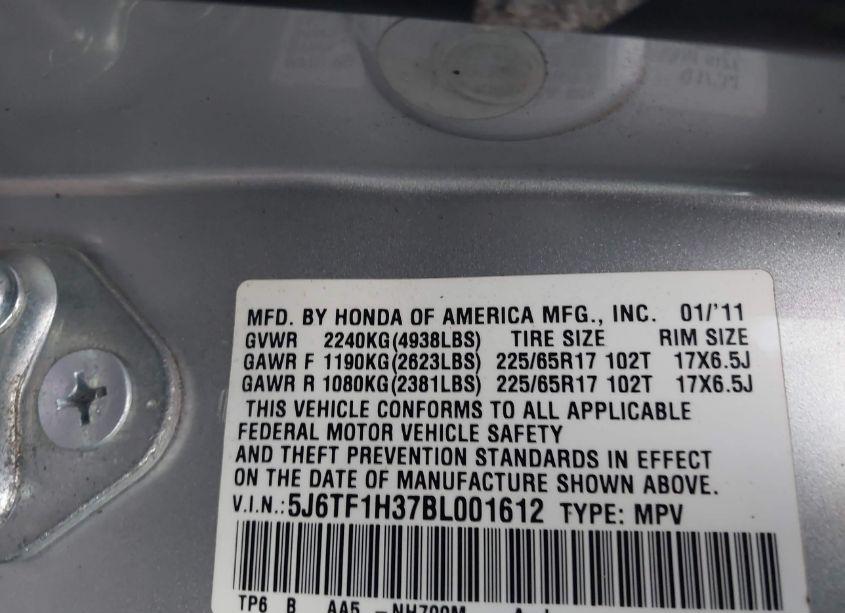 MFD. BY HONDA OF AMERICA MFG., INC. 01/'11
GVWR 2240KG(4938LBS) TIRE SIZE RIM SIZE
GAWR F 1190KG(2623LBS) 225/65R17 102T 17X6.5J
GAWR R 1080KG(2381LBS) 225/65R17 102T 17X6.5J
THIS VEHICLE CONFORMS TO ALL APPLICABLE
FEDERAL MOTOR VEHICLE SAFETY
AND THEFT PREVENTION STANDARDS IN EFFECT
ON THE DATE OF MANUFACTURE SHOWN ABOVE.
V.I.N.:5J6TF1H37BL001612 TYPE: MPV
TP6 B AA5 -NH700M